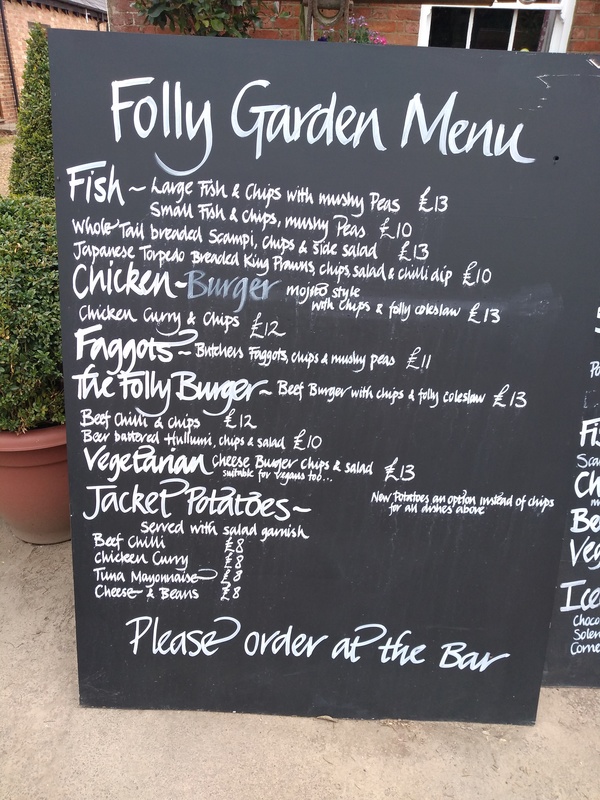 Folly Garden Menu
Fish ~ Large Fish & Chips with mushy Peas £13
Small Fish & Chips, mushy Peas £10
Whole Tail breaded Scampi, chips & side salad £13
Japanese Torpedo Breaded King Prawns, chips salad & chilli dip £10
Chicken - Burger mojito style
with Chips & folly coleslaw £13
Chicken Curry & Chips £12
Faggots ~ Butchers Faggots, chips & mushy peas £11
The Folly Burger ~ Beef Burger with chips & folly coleslaw £13
Beef Chilli & chips £12
Beer battered Hallumi, chips & salad £10
Vegetarian Cheese Burger chips & salad £13
suitable for vegans too...
Jacket Potatoes ~
New Potatoes an option instead of chips
for all dishes above
served with salad garnish
Beef Chilli £8
Chicken Curry £8
Tuna Mayonnaise £8
Cheese & Beans £8
Please order at the Bar
Fi
Sca
Ch
Be
Veg
Ice
Choco
Soler
Corne